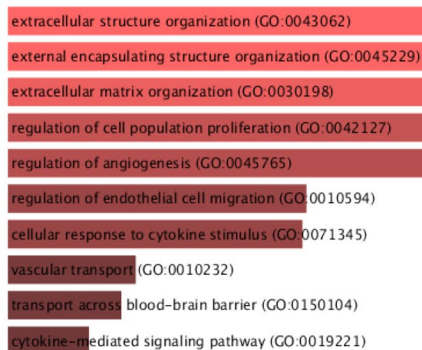 extracellular structure organization (GO:0043062)
external encapsulating structure organization (GO:0045229)
extracellular matrix organization (GO:0030198)
regulation of cell population proliferation (GO:0042127)
regulation of angiogenesis (GO:0045765)
regulation of endothelial cell migration (GO:0010594)
cellular response to cytokine stimulus (GO:0071345)
vascular transport (GO:0010232)
transport across blood-brain barrier (GO:0150104)
cytokine-mediated signaling pathway (GO:0019221)